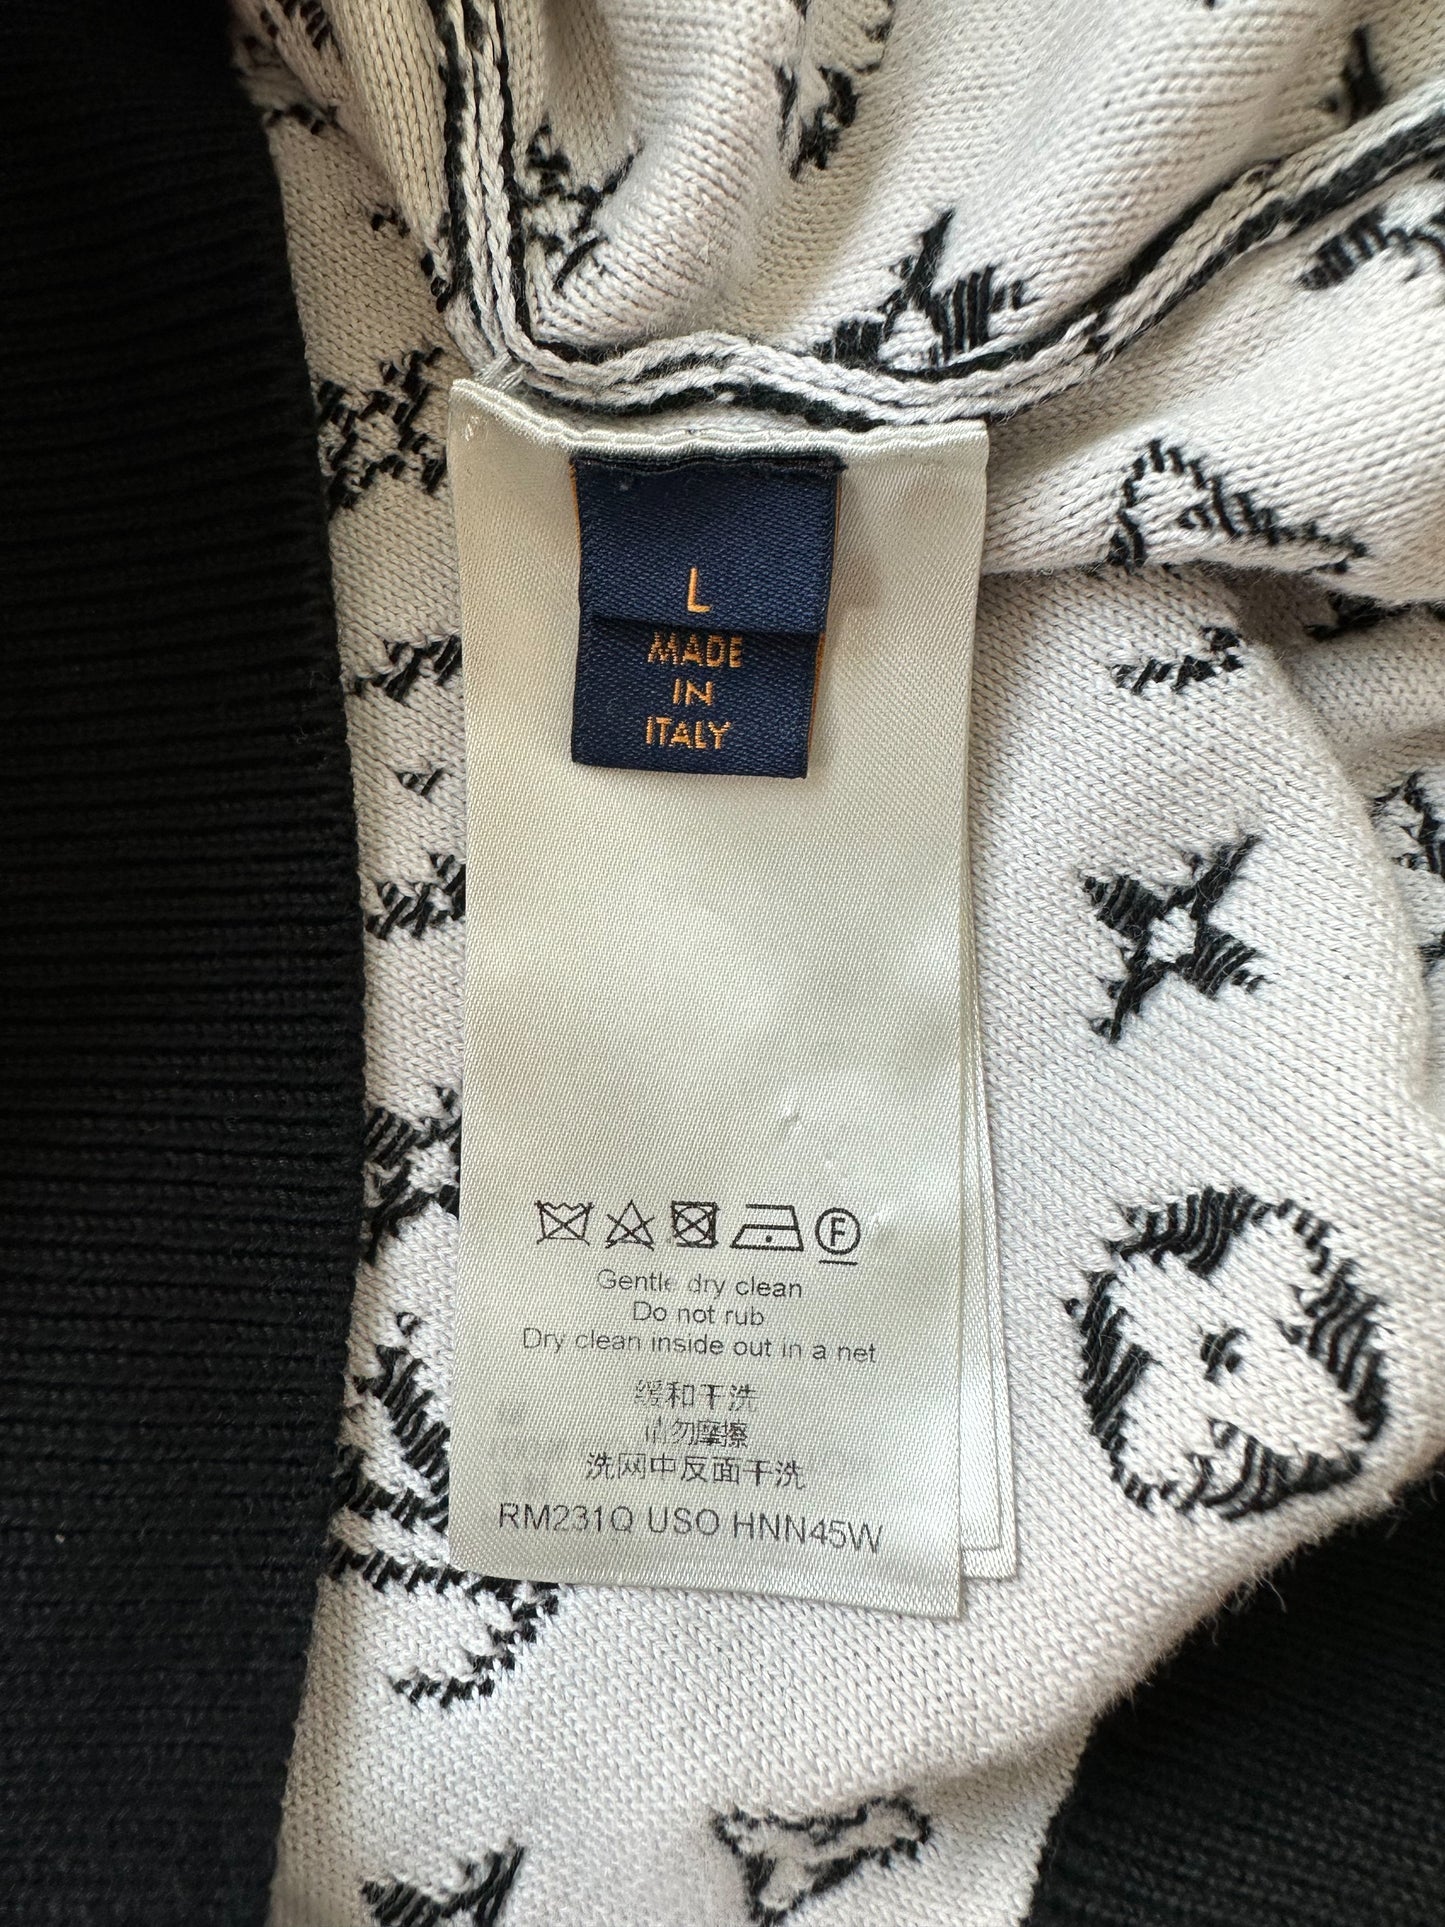 L
MADE
IN
ITALY
F
Gentle dry clean
Do not rub
Dry clean inside out in a net
缓和干洗
请勿摩擦
洗网中反面干洗
RM231Q USO HNN45W